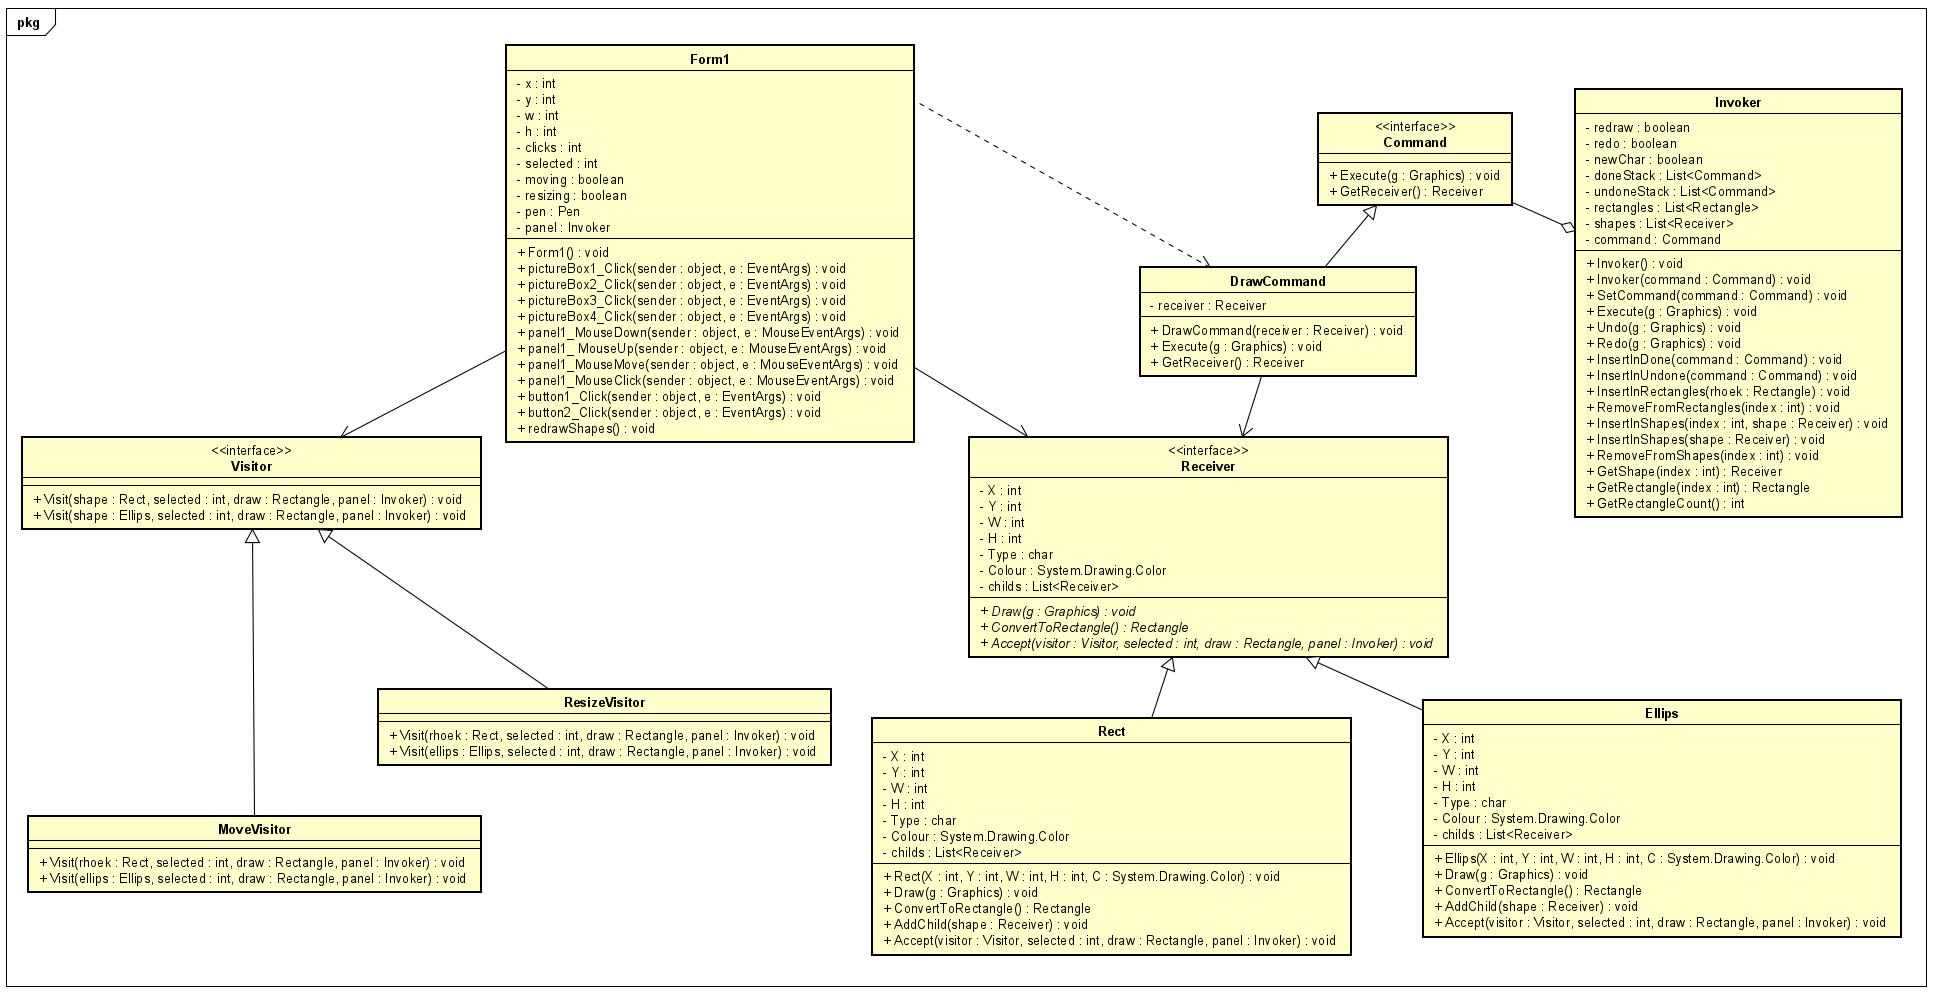 pkg
Form1
- x : int
- y : int
- w : int
- h : int
- clicks : int
- selected : int
- moving : boolean
- resizing : boolean
- pen : Pen
- panel : Invoker
+ Form1() : void
+ pictureBox1_Click(sender : object, e : EventArgs) : void
+ pictureBox2_Click(sender : object, e : EventArgs) : void
+ pictureBox3_Click(sender : object, e : EventArgs) : void
+ pictureBox4_Click(sender : object, e : EventArgs) : void
+ panel1_MouseDown(sender : object, e : MouseEventArgs) : void
+ panel1_ MouseUp(sender : object, e : MouseEventArgs) : void
+ panel1_MouseMove(sender : object, e : MouseEventArgs) : void
+ panel1_MouseClick(sender : object, e : MouseEventArgs) : void
+ button1_Click(sender : object, e : EventArgs) : void
+ button2_Click(sender : object, e : EventArgs) : void
+ redrawShapes() : void
<<interface>>
Command
+ Execute(g : Graphics) : void
+ GetReceiver() : Receiver
Invoker
- redraw : boolean
- redo : boolean
- newChar : boolean
- doneStack : List<Command>
- undoneStack : List<Command>
- rectangles : List<Rectangle>
- shapes : List<Receiver>
- command : Command
+ Invoker() : void
+ Invoker(command : Command) : void
+ SetCommand(command : Command) : void
+ Execute(g : Graphics) : void
+ Undo(g : Graphics) : void
+ Redo(g : Graphics) : void
+ InsertInDone(command : Command) : void
+ InsertInUndone(command : Command) : void
+ InsertInRectangles(rhoek : Rectangle) : void
+ RemoveFromRectangles(index : int) : void
+ InsertInShapes(index : int, shape : Receiver) : void
+ InsertInShapes(shape : Receiver) : void
+ RemoveFromShapes(index : int) : void
+ GetShape(index : int) : Receiver
+ GetRectangle(index : int) : Rectangle
+ GetRectangleCount() : int
DrawCommand
- receiver : Receiver
+ DrawCommand(receiver : Receiver) : void
+ Execute(g : Graphics) : void
+ GetReceiver() : Receiver
<<interface>>
Visitor
+ Visit(shape : Rect, selected : int, draw : Rectangle, panel : Invoker) : void
+ Visit(shape : Ellips, selected : int, draw : Rectangle, panel : Invoker) : void
<<interface>>
Receiver
- X : int
- Y : int
- W : int
- H : int
- Type : char
- Colour : System.Drawing.Color
- childs : List<Receiver>
+ Draw(g : Graphics) : void
+ ConvertToRectangle() : Rectangle
+ Accept(visitor : Visitor, selected : int, draw : Rectangle, panel : Invoker) : void
ResizeVisitor
+ Visit(rhoek : Rect, selected : int, draw : Rectangle, panel : Invoker) : void
+ Visit(ellips : Ellips, selected : int, draw : Rectangle, panel : Invoker) : void
MoveVisitor
+ Visit(rhoek : Rect, selected : int, draw : Rectangle, panel : Invoker) : void
+ Visit(ellips : Ellips, selected : int, draw : Rectangle, panel : Invoker) : void
Rect
- X : int
- Y : int
- W : int
- H : int
- Type : char
- Colour : System.Drawing.Color
- childs : List<Receiver>
+ Rect(X : int, Y : int, W : int, H : int, C : System.Drawing.Color) : void
+ Draw(g : Graphics) : void
+ ConvertToRectangle() : Rectangle
+ AddChild(shape : Receiver) : void
+ Accept(visitor : Visitor, selected : int, draw : Rectangle, panel : Invoker) : void
Ellips
- X : int
- Y : int
- W : int
- H : int
- Type : char
- Colour : System.Drawing.Color
- childs : List<Receiver>
+ Ellips(X : int, Y : int, W : int, H : int, C : System.Drawing.Color) : void
+ Draw(g : Graphics) : void
+ ConvertToRectangle() : Rectangle
+ AddChild(shape : Receiver) : void
+ Accept(visitor : Visitor, selected : int, draw : Rectangle, panel : Invoker) : void